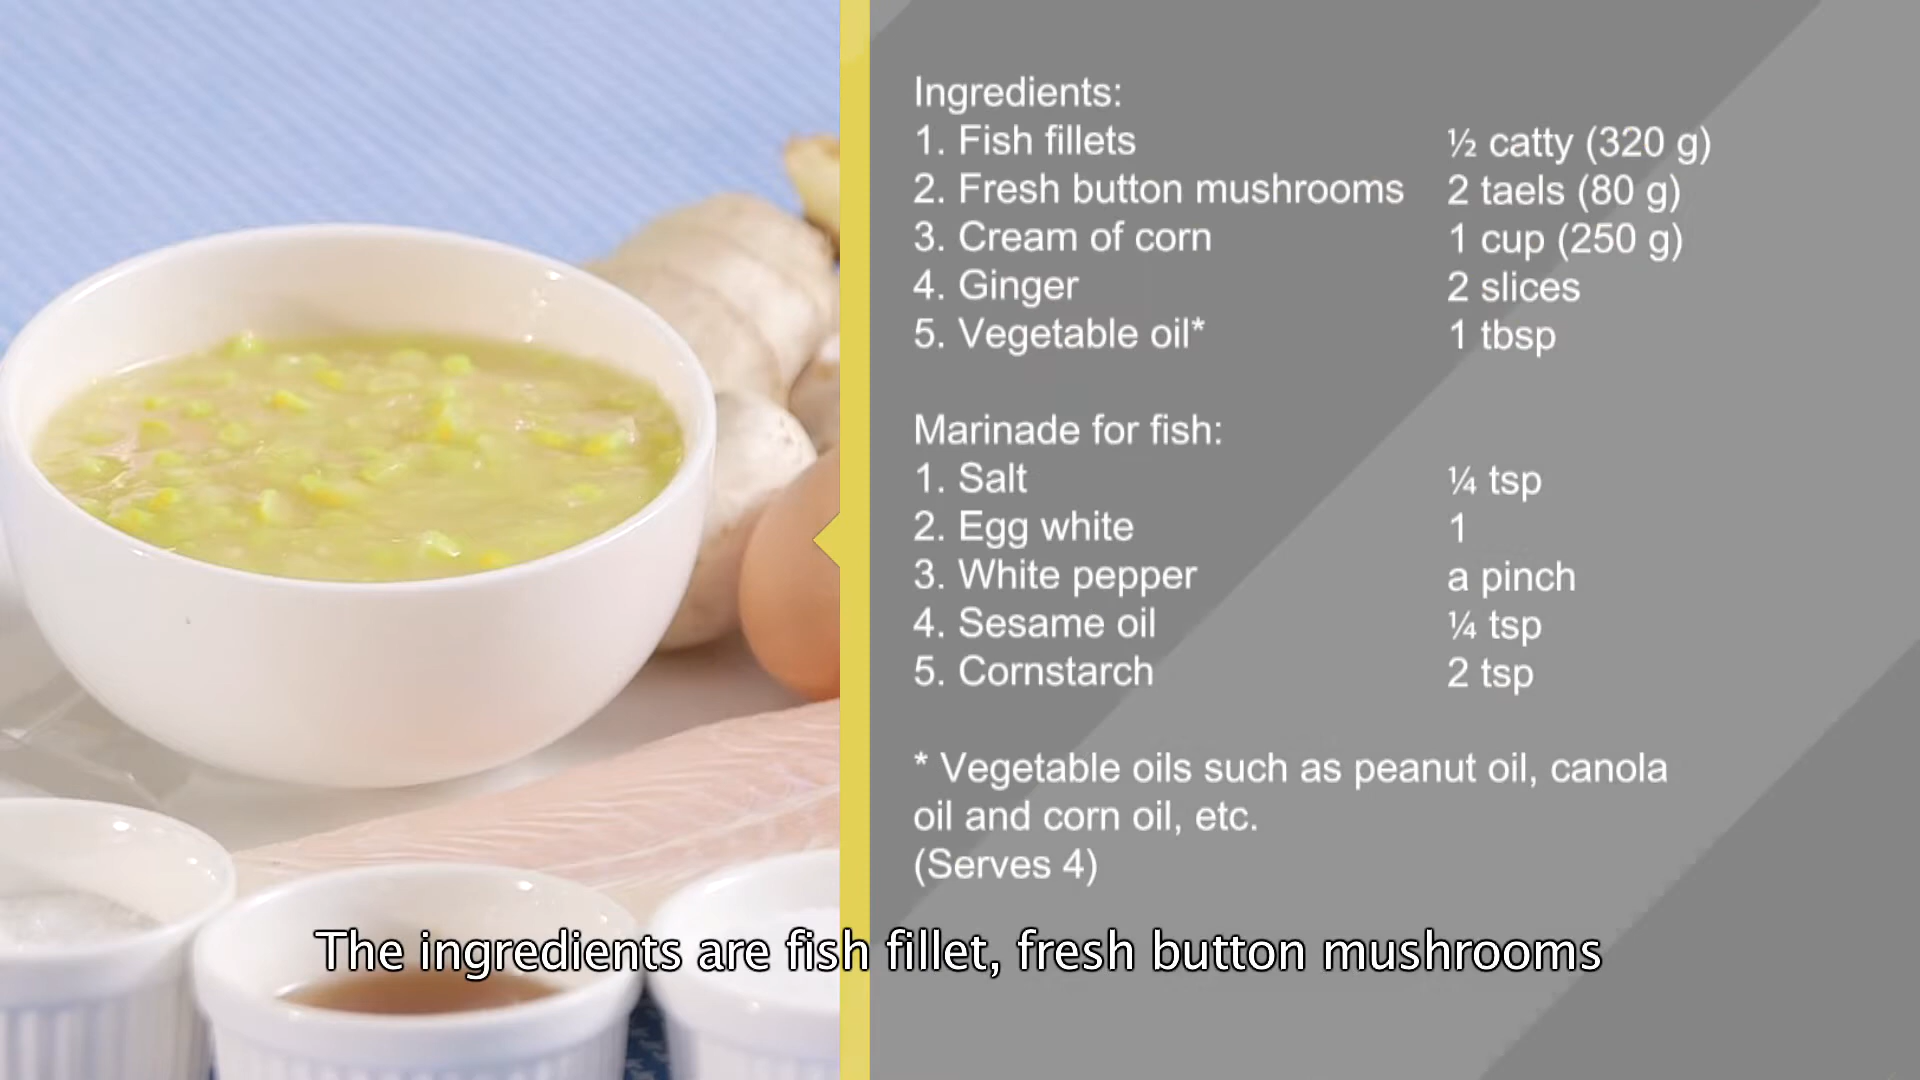 Ingredients:
1. Fish fillets ½ catty (320 g)
2. Fresh button mushrooms 2 taels (80 g)
3. Cream of corn 1 cup (250 g)
4. Ginger 2 slices
5. Vegetable oil* 1 tbsp
Marinade for fish:
1. Salt ¼ tsp
2. Egg white 1
3. White pepper a pinch
4. Sesame oil ¼ tsp
5. Cornstarch 2 tsp
* Vegetable oils such as peanut oil, canola
oil and corn oil, etc.
(Serves 4)
The ingredients are fish fillet, fresh button mushrooms